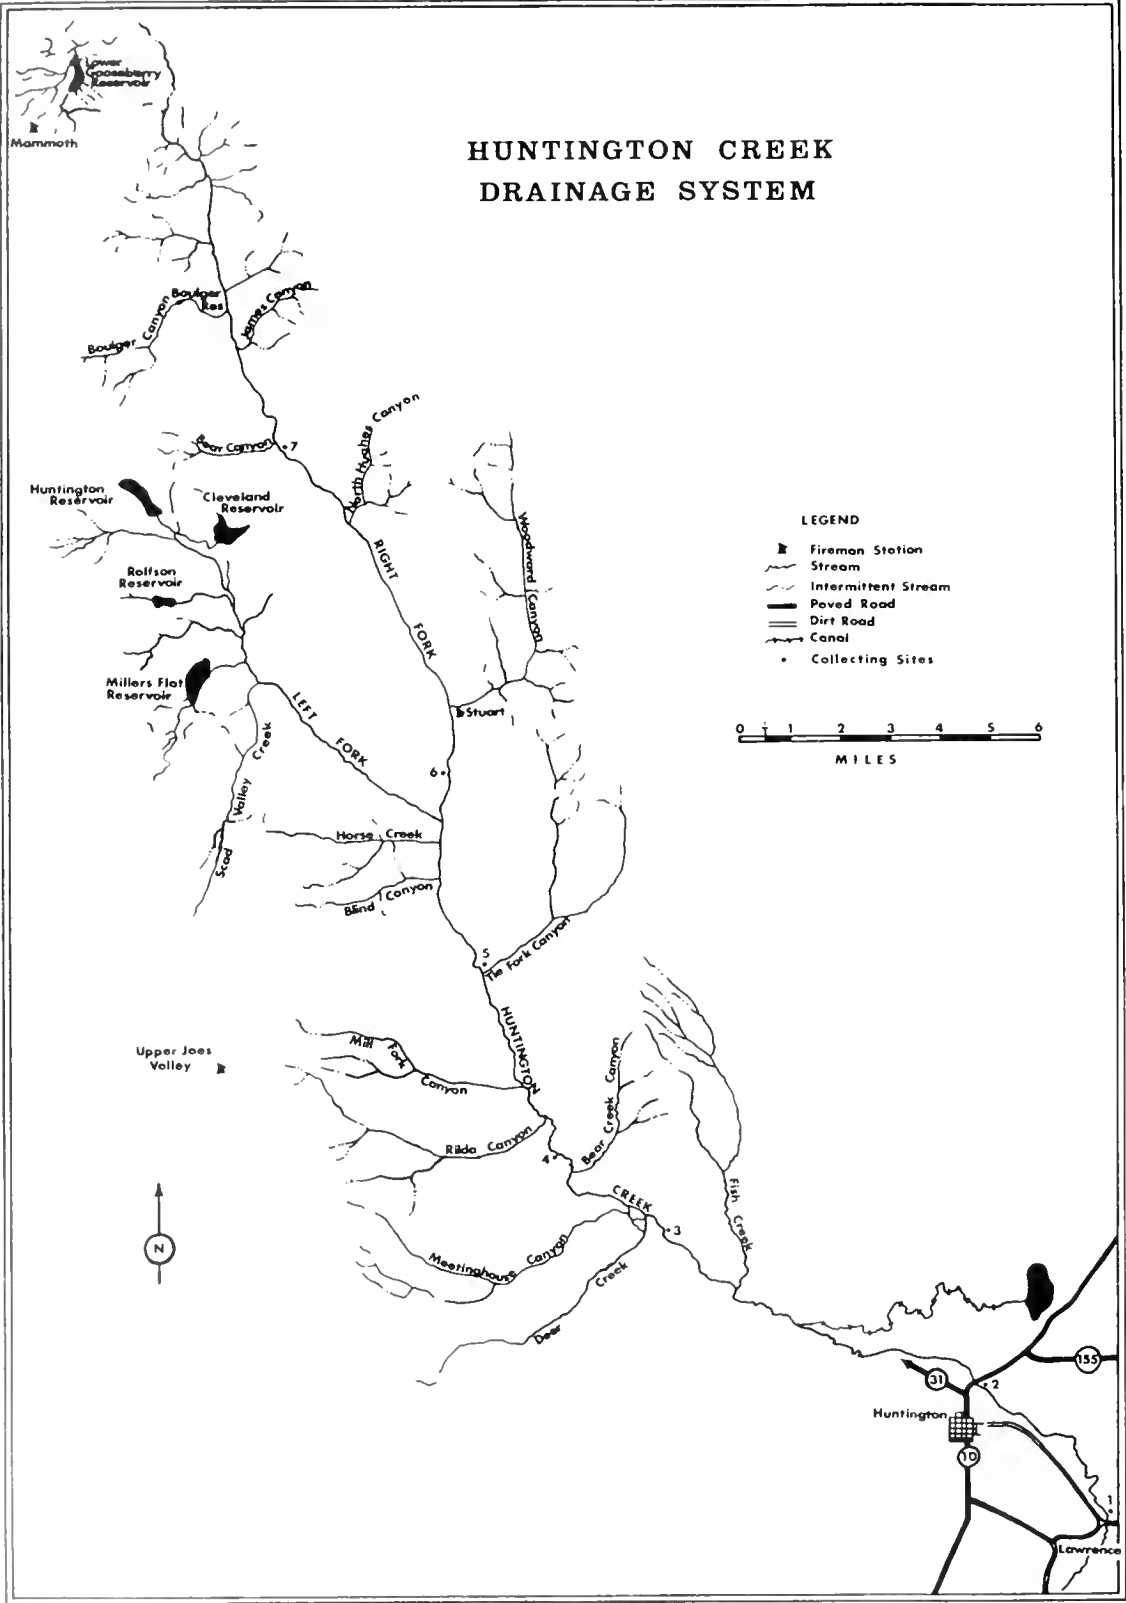 HUNTINGTON CREEK
DRAINAGE SYSTEM
Lower
Gooseberry
Reservoir
Mammoth
Boulger
Res
Boulger Canyon
James Canyon
Bear Canyon
7
North Hughes Canyon
Huntington
Reservoir
Cleveland
Reservoir
Rolfson
Reservoir
Millers Flat
Reservoir
RIGHT FORK
Woodward Canyon
LEGEND
Fireman Station
Stream
Intermittent Stream
Paved Road
Dirt Road
Canal
Collecting Sites
0 1 2 3 4 5 6
MILES
Stuart
LEFT FORK
6
Scad Valley Creek
Horse Creek
Blind Canyon
5
Tie Fork Canyon
HUNTINGTON
Mill Fork
Canyon
Upper Joes
Valley
Bear Creek Canyon
Rilda Canyon
4
CREEK
3
Fish Creek
N
Meetinghouse Canyon
Deer Creek
155
31
2
Huntington
10
1
Lawrence